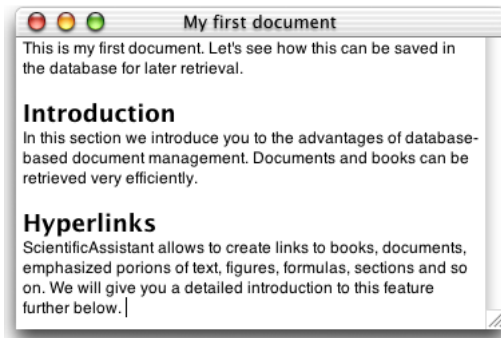 My first document
This is my first document. Let's see how this can be saved in
the database for later retrieval.
Introduction
In this section we introduce you to the advantages of database-
based document management. Documents and books can be
retrieved very efficiently.
Hyperlinks
ScientificAssistant allows to create links to books, documents,
emphasized porions of text, figures, formulas, sections and so
on. We will give you a detailed introduction to this feature
further below.